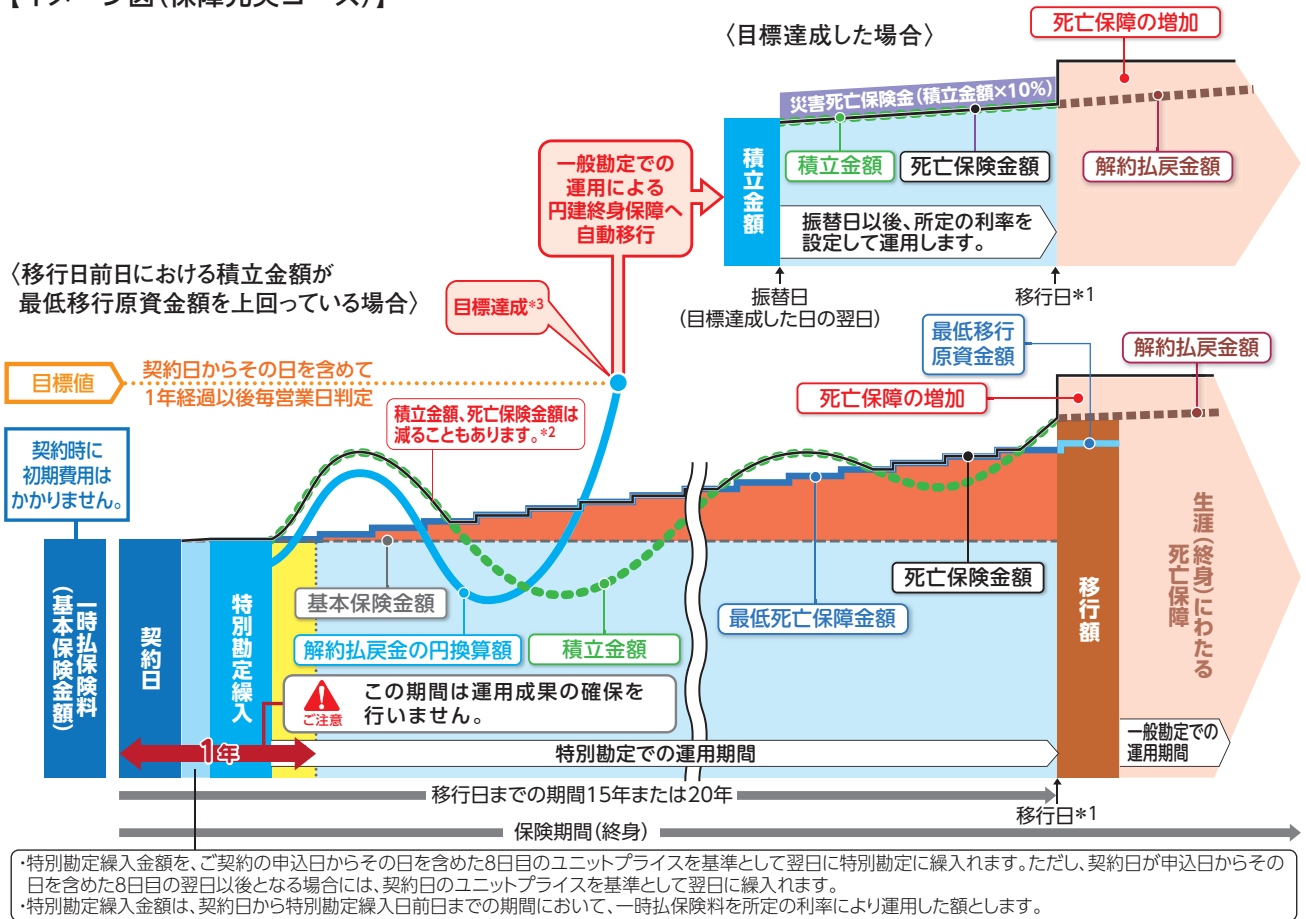 【イメージ図(保障充実コース)】
〈目標達成した場合〉
死亡保障の増加
災害死亡保険金(積立金額×10%)
積立金額
積立金額
死亡保険金額
解約払戻金額
振替日以後、所定の利率を
設定して運用します。
一般勘定での
運用による
円建終身保障へ
自動移行
振替日
(目標達成した日の翌日)
移行日*1
〈移行日前日における積立金額が
最低移行原資金額を上回っている場合〉
目標達成*3
目標値
契約日からその日を含めて
1年経過以後毎営業日判定
積立金額、死亡保険金額は
減ることもあります。*2
最低移行
原資金額
解約払戻金額
死亡保障の増加
契約時に
初期費用は
かかりません。
一時払保険料
(基本保険金額)
契約日
特別勘定繰入
基本保険金額
解約払戻金の円換算額
積立金額
最低死亡保障金額
死亡保険金額
移行額
生涯(終身)にわたる
死亡保障
ご注意
この期間は運用成果の確保を
行いません。
1年
特別勘定での運用期間
一般勘定での
運用期間
移行日までの期間15年または20年
移行日*1
保険期間(終身)
・特別勘定繰入金額を、ご契約の申込日からその日を含めた8日目のユニットプライスを基準として翌日に特別勘定に繰入れます。ただし、契約日が申込日からその
日を含めた8日目の翌日以後となる場合には、契約日のユニットプライスを基準として翌日に繰入れます。
・特別勘定繰入金額は、契約日から特別勘定繰入日前日までの期間において、一時払保険料を所定の利率により運用した額とします。